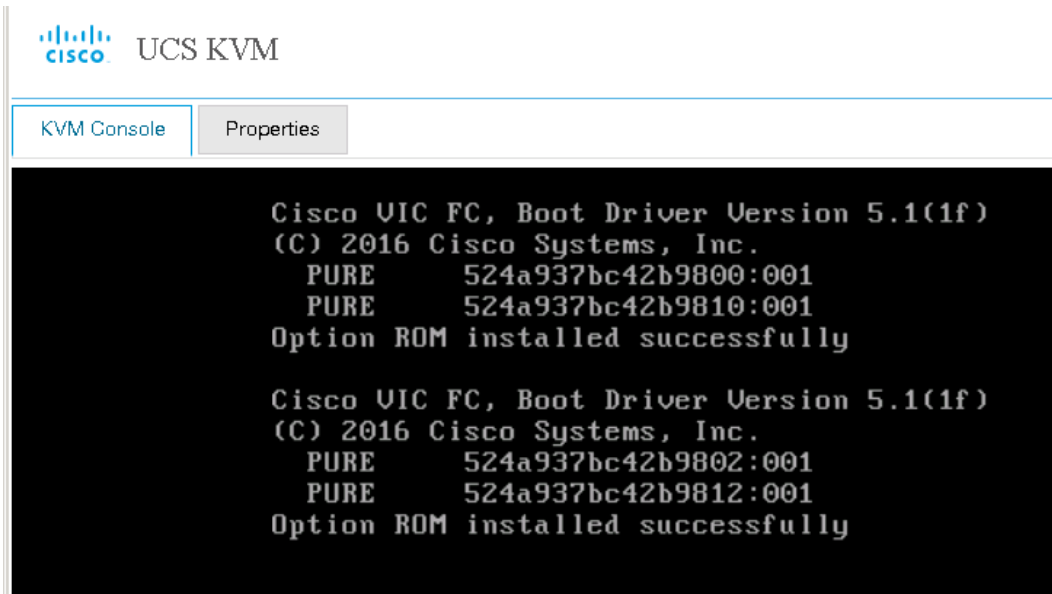 CISCO UCS KVM
KVM Console Properties
Cisco VIC FC, Boot Driver Version 5.1(1f)
(C) 2016 Cisco Systems, Inc.
PURE 524a937bc42b9800:001
PURE 524a937bc42b9810:001
Option ROM installed successfully
Cisco VIC FC, Boot Driver Version 5.1(1f)
(C) 2016 Cisco Systems, Inc.
PURE 524a937bc42b9802:001
PURE 524a937bc42b9812:001
Option ROM installed successfully